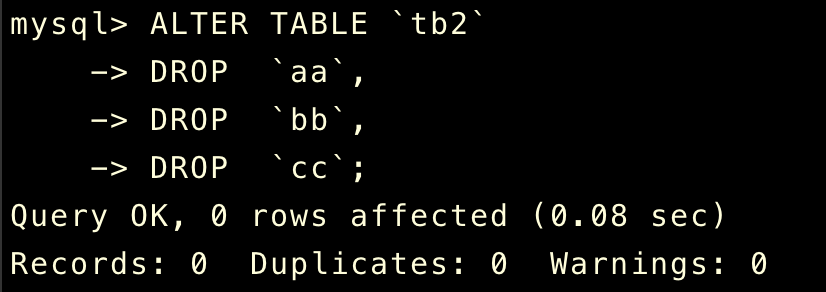 mysql> ALTER TABLE `tb2`
    -> DROP  `aa`,
    -> DROP  `bb`,
    -> DROP  `cc`;
Query OK, 0 rows affected (0.08 sec)
Records: 0  Duplicates: 0  Warnings: 0